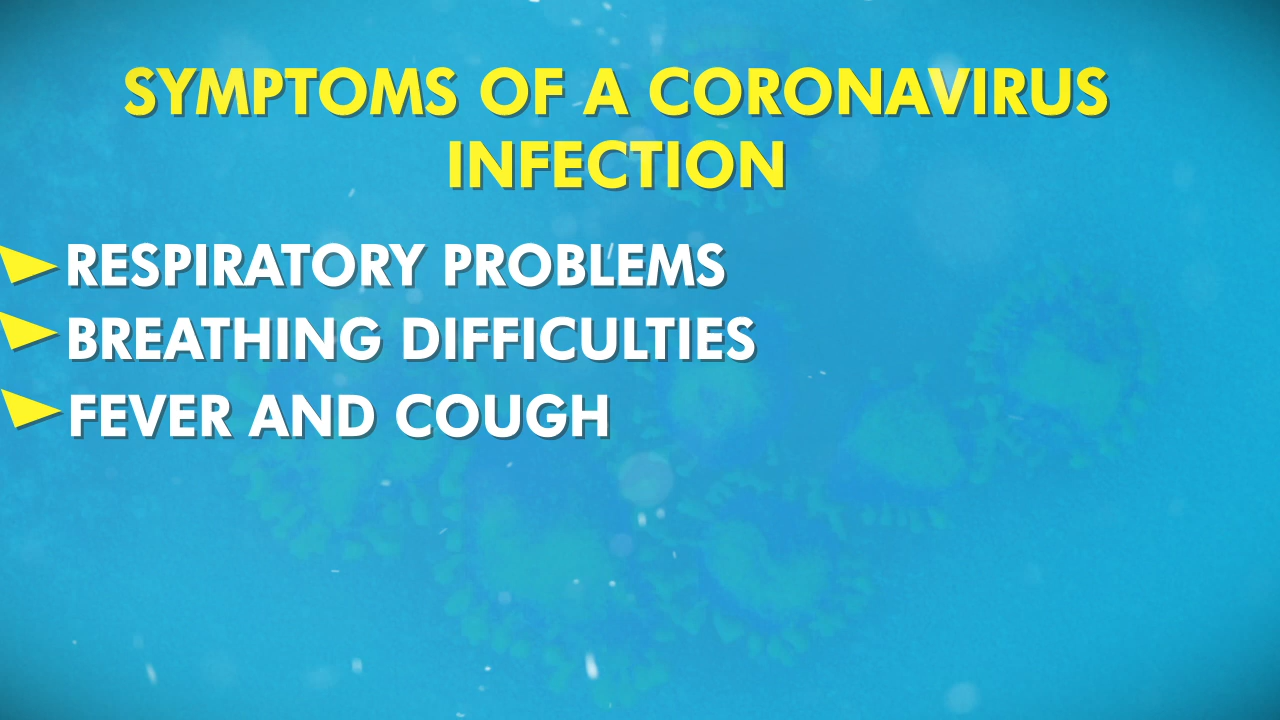 SYMPTOMS OF A CORONAVIRUS
INFECTION
RESPIRATORY PROBLEMS
BREATHING DIFFICULTIES
FEVER AND COUGH